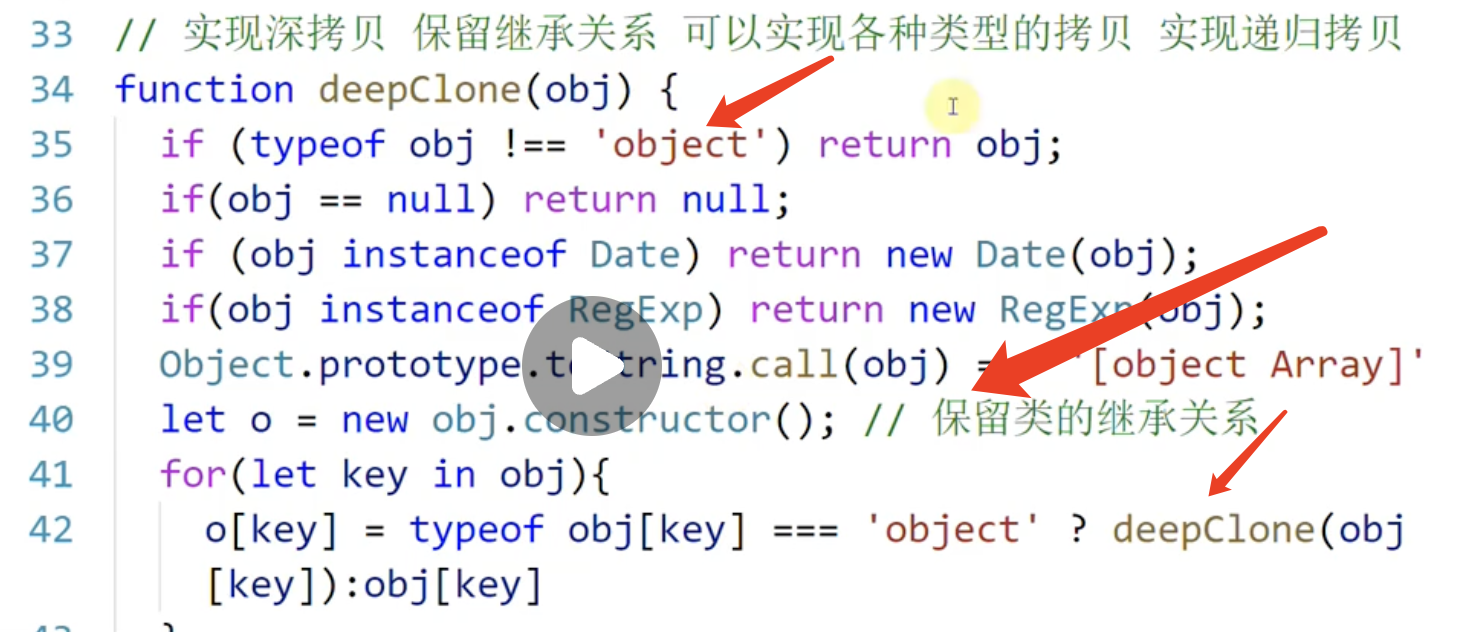 33 // 实现深拷贝 保留继承关系 可以实现各种类型的拷贝 实现递归拷贝
34 function deepClone(obj) {
35 if (typeof obj !== 'object') return obj;
36 if(obj == null) return null;
37 if (obj instanceof Date) return new Date(obj);
38 if(obj instanceof RegExp) return new RegExp(obj);
39 Object.prototype.toString.call(obj) '[object Array]'
40 let o = new obj.constructor(); // 保留类的继承关系
41 for(let key in obj){
42 o[key] = typeof obj[key] === 'object' ? deepClone(obj
[key]):obj[key]